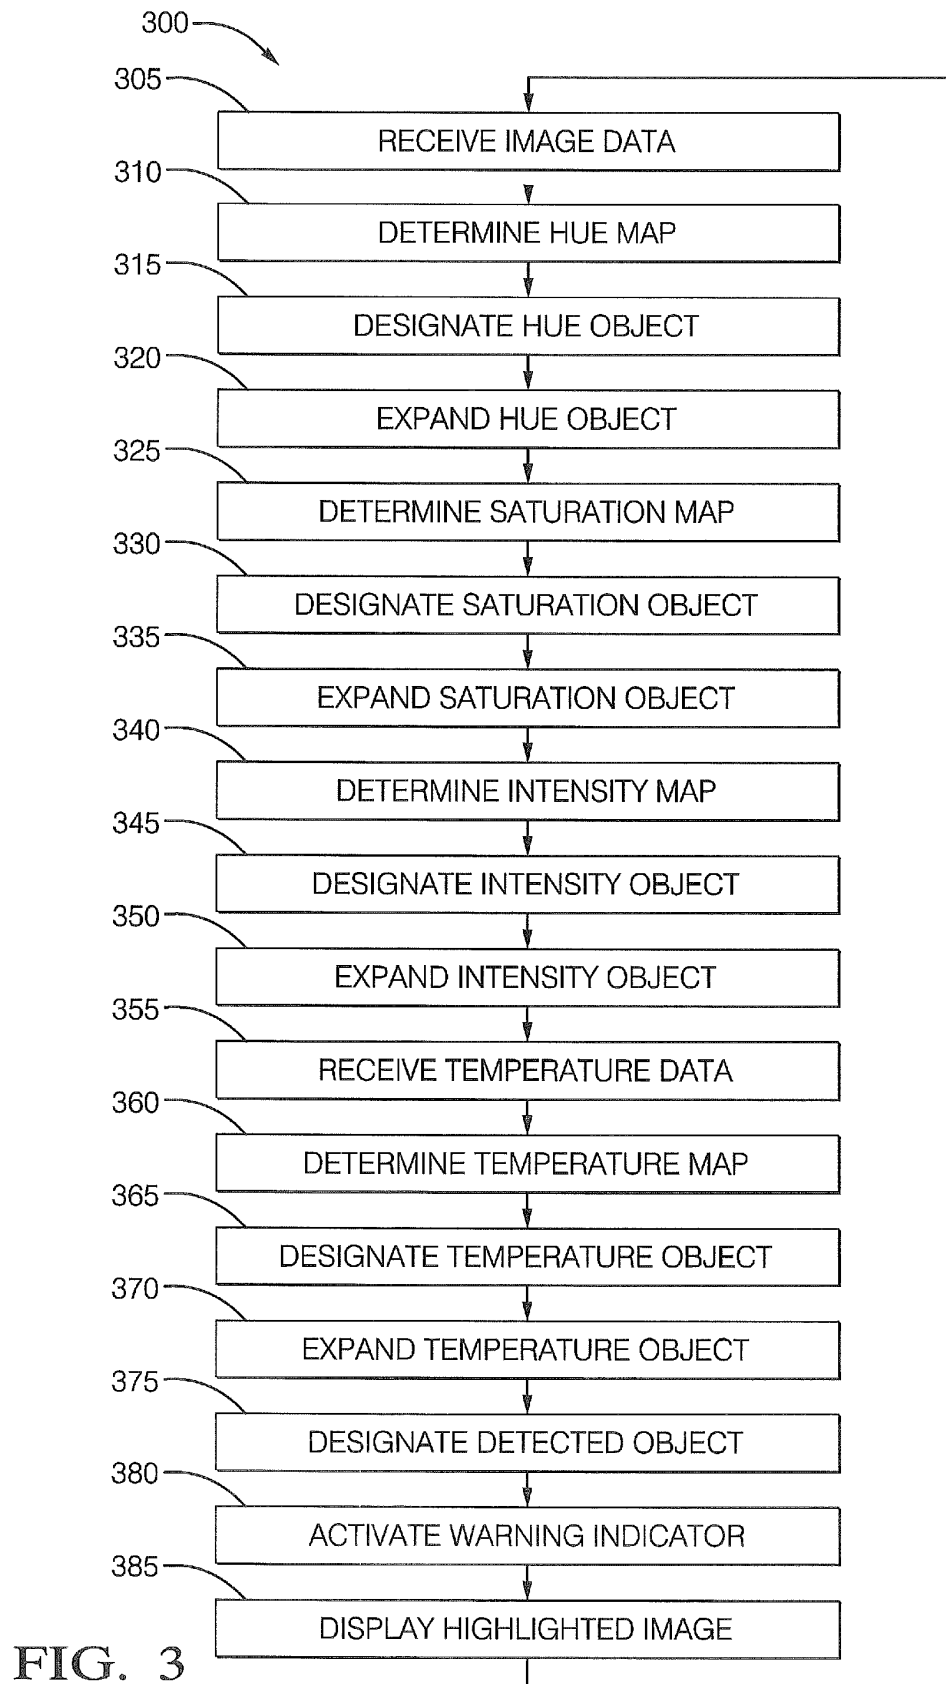 300
305
RECEIVE IMAGE DATA
310
DETERMINE HUE MAP
315
DESIGNATE HUE OBJECT
320
EXPAND HUE OBJECT
325
DETERMINE SATURATION MAP
330
DESIGNATE SATURATION OBJECT
335
EXPAND SATURATION OBJECT
340
DETERMINE INTENSITY MAP
345
DESIGNATE INTENSITY OBJECT
350
EXPAND INTENSITY OBJECT
355
RECEIVE TEMPERATURE DATA
360
DETERMINE TEMPERATURE MAP
365
DESIGNATE TEMPERATURE OBJECT
370
EXPAND TEMPERATURE OBJECT
375
DESIGNATE DETECTED OBJECT
380
ACTIVATE WARNING INDICATOR
385
DISPLAY HIGHLIGHTED IMAGE
FIG. 3